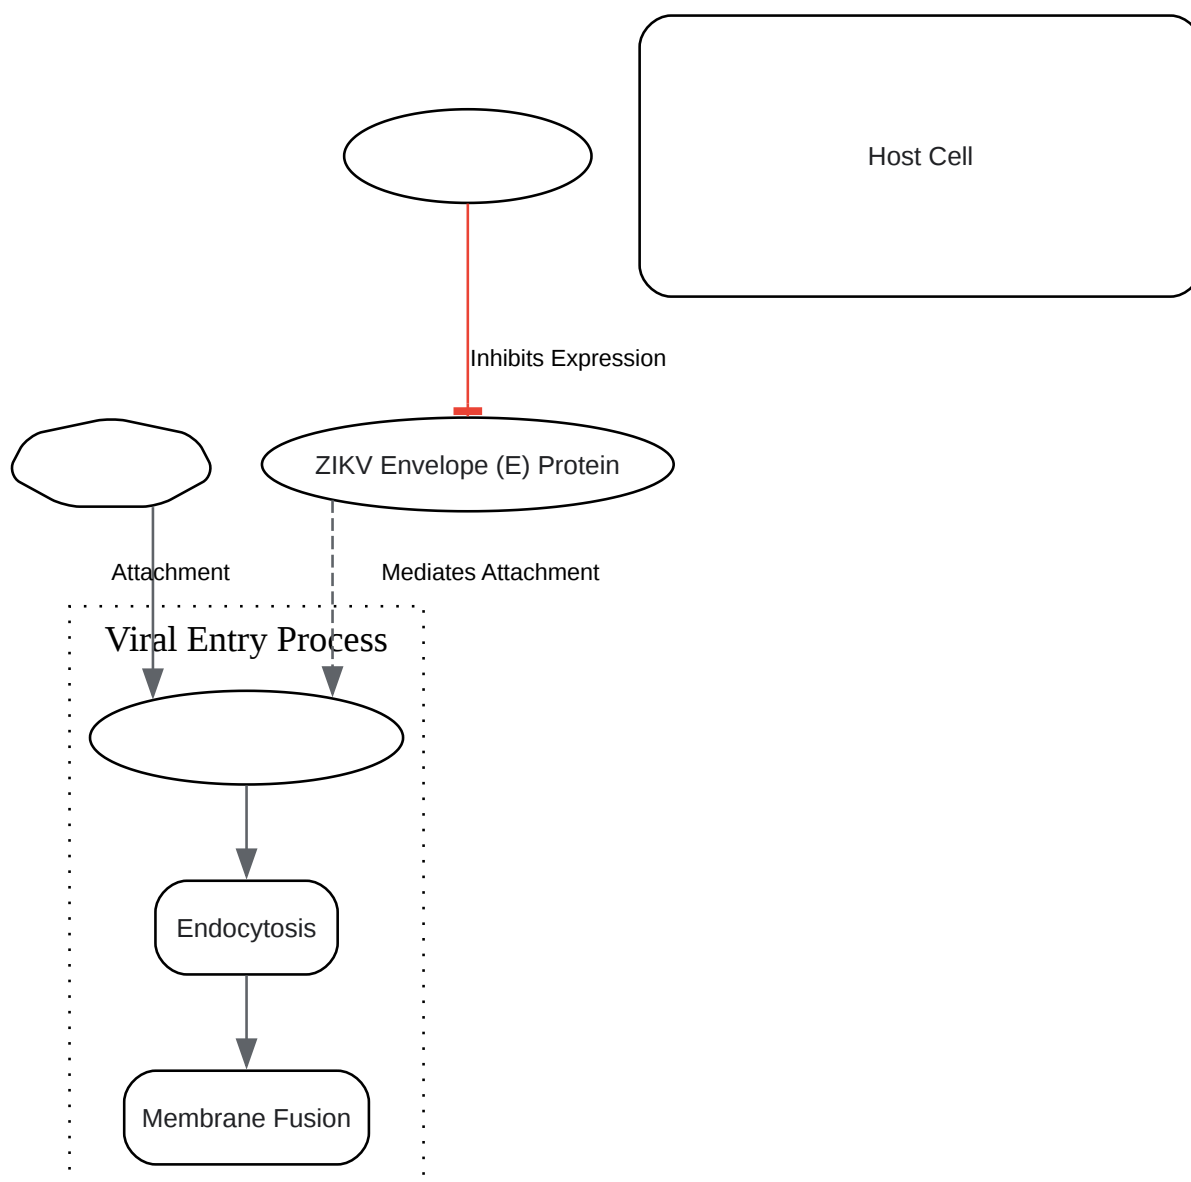 Host Cell
Inhibits Expression
ZIKV Envelope (E) Protein
Attachment
Mediates Attachment
Viral Entry Process
Endocytosis
Membrane Fusion